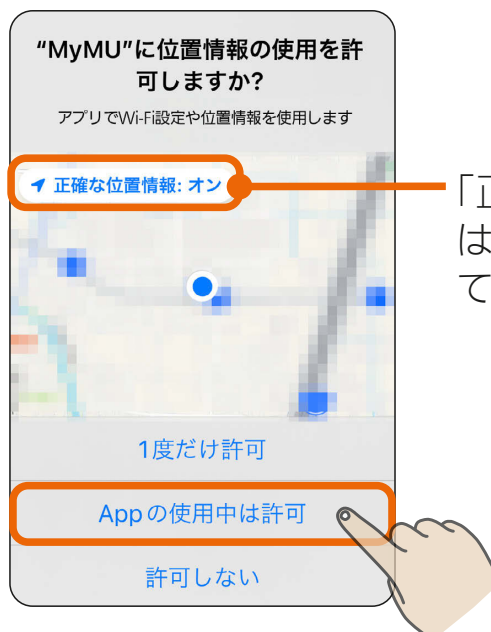 “MyMU”に位置情報の使用を許
可しますか?
アプリでWi-Fi設定や位置情報を使用します
正確な位置情報: オン
「正
は
て
1度だけ許可
Appの使用中は許可
許可しない